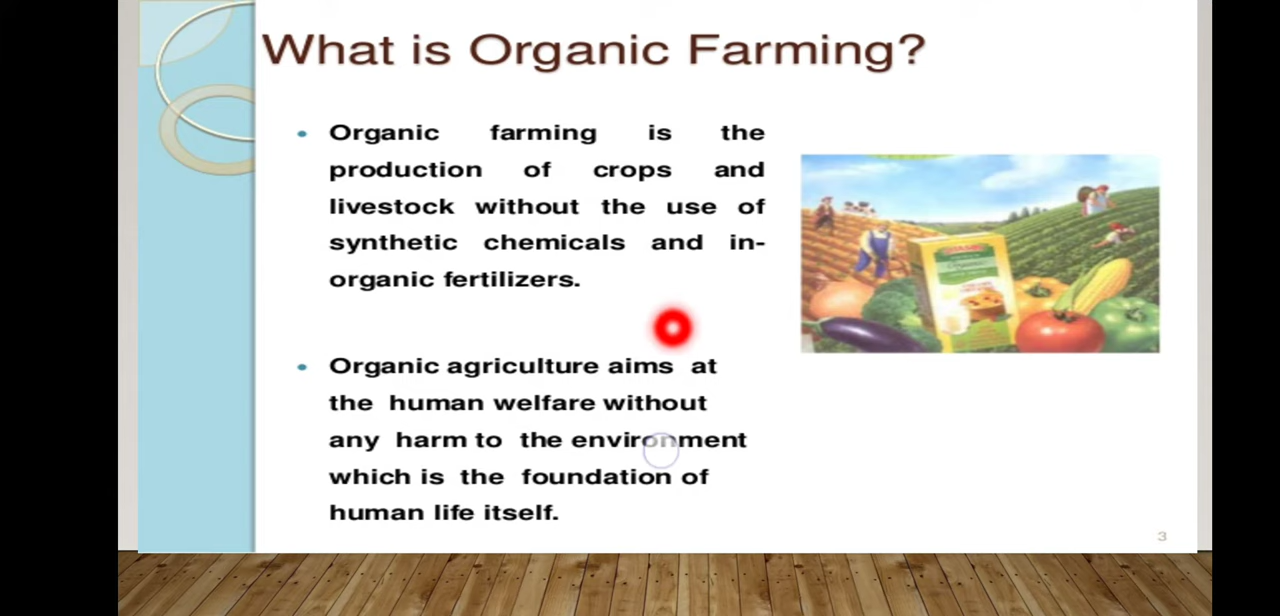 What is Organic Farming?
• Organic farming is the
production of crops and
livestock without the use of
synthetic chemicals and in-
organic fertilizers.
• Organic agriculture aims at
the human welfare without
any harm to the environment
which is the foundation of
human life itself.
Organic
3